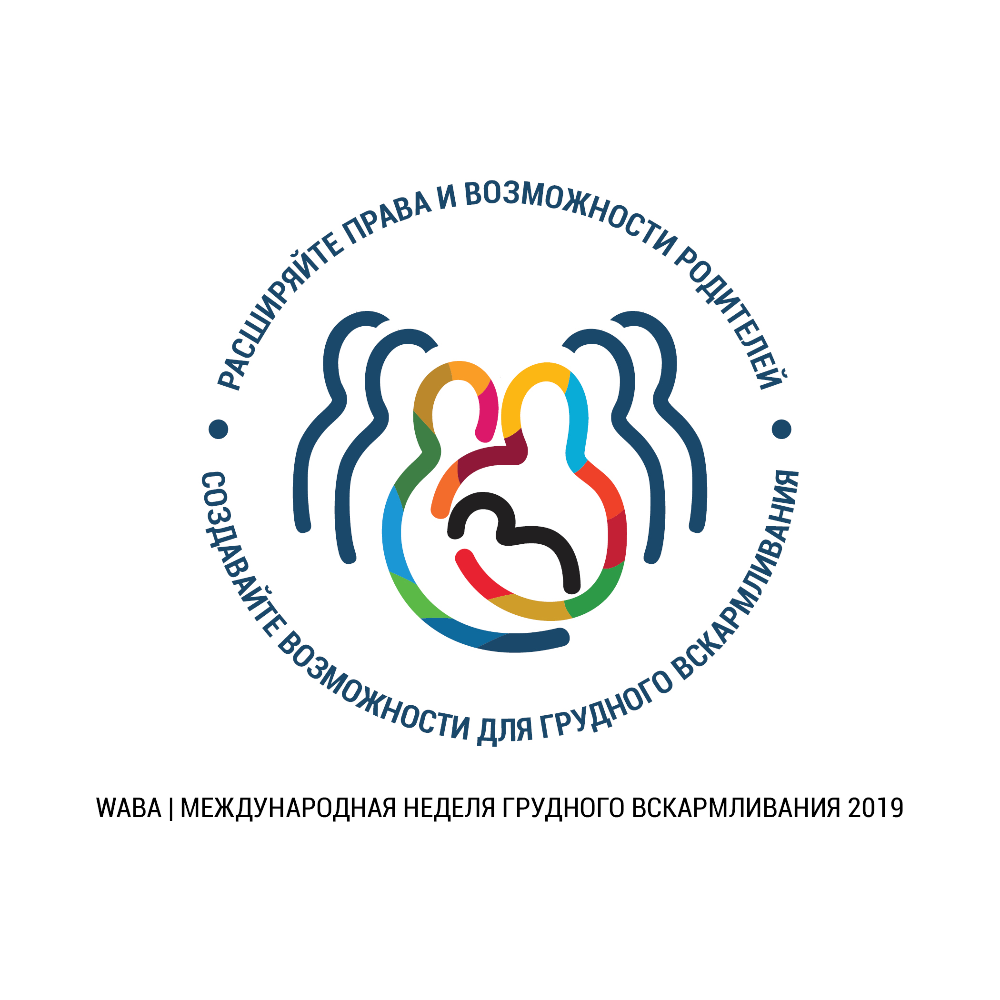 РАСШИРЯЙТЕ ПРАВА И ВОЗМОЖНОСТИ РОДИТЕЛЕЙ
СОЗДАВАЙТЕ ВОЗМОЖНОСТИ ДЛЯ ГРУДНОГО ВСКАРМЛИВАНИЯ
WABA | МЕЖДУНАРОДНАЯ НЕДЕЛЯ ГРУДНОГО ВСКАРМЛИВАНИЯ 2019